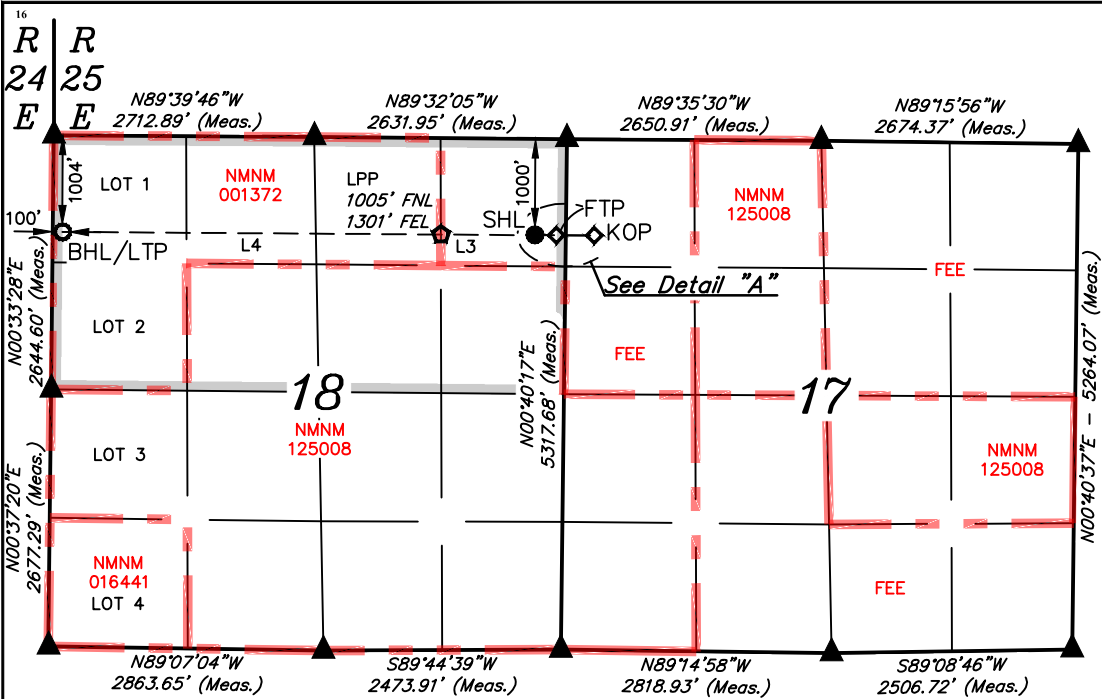 16
R R
24 25
E E
N89°39'46"W
2712.89' (Meas.)
N89°32'05"W
2631.95' (Meas.)
N89°35'30"W
2650.91' (Meas.)
N89°15'56"W
2674.37' (Meas.)
1004'
LOT 1
NMNM
001372
LPP
1005' FNL
1301' FEL
1000'
NMNM
125008
100'
BHL/LTP
L4
L3
SHL
FTP
KOP
See Detail "A"
FEE
N00°33'28"E
2644.60' (Meas.)
LOT 2
N00°40'17"E
5317.68' (Meas.)
FEE
18
17
NMNM
125008
LOT 3
NMNM
125008
N00°40'37"E - 5264.07' (Meas.)
N00°37'20"E
2677.29' (Meas.)
NMNM
016441
LOT 4
FEE
N89°07'04"W
2863.65' (Meas.)
S89°44'39"W
2473.91' (Meas.)
N89°14'58"W
2818.93' (Meas.)
S89°08'46"W
2506.72' (Meas.)